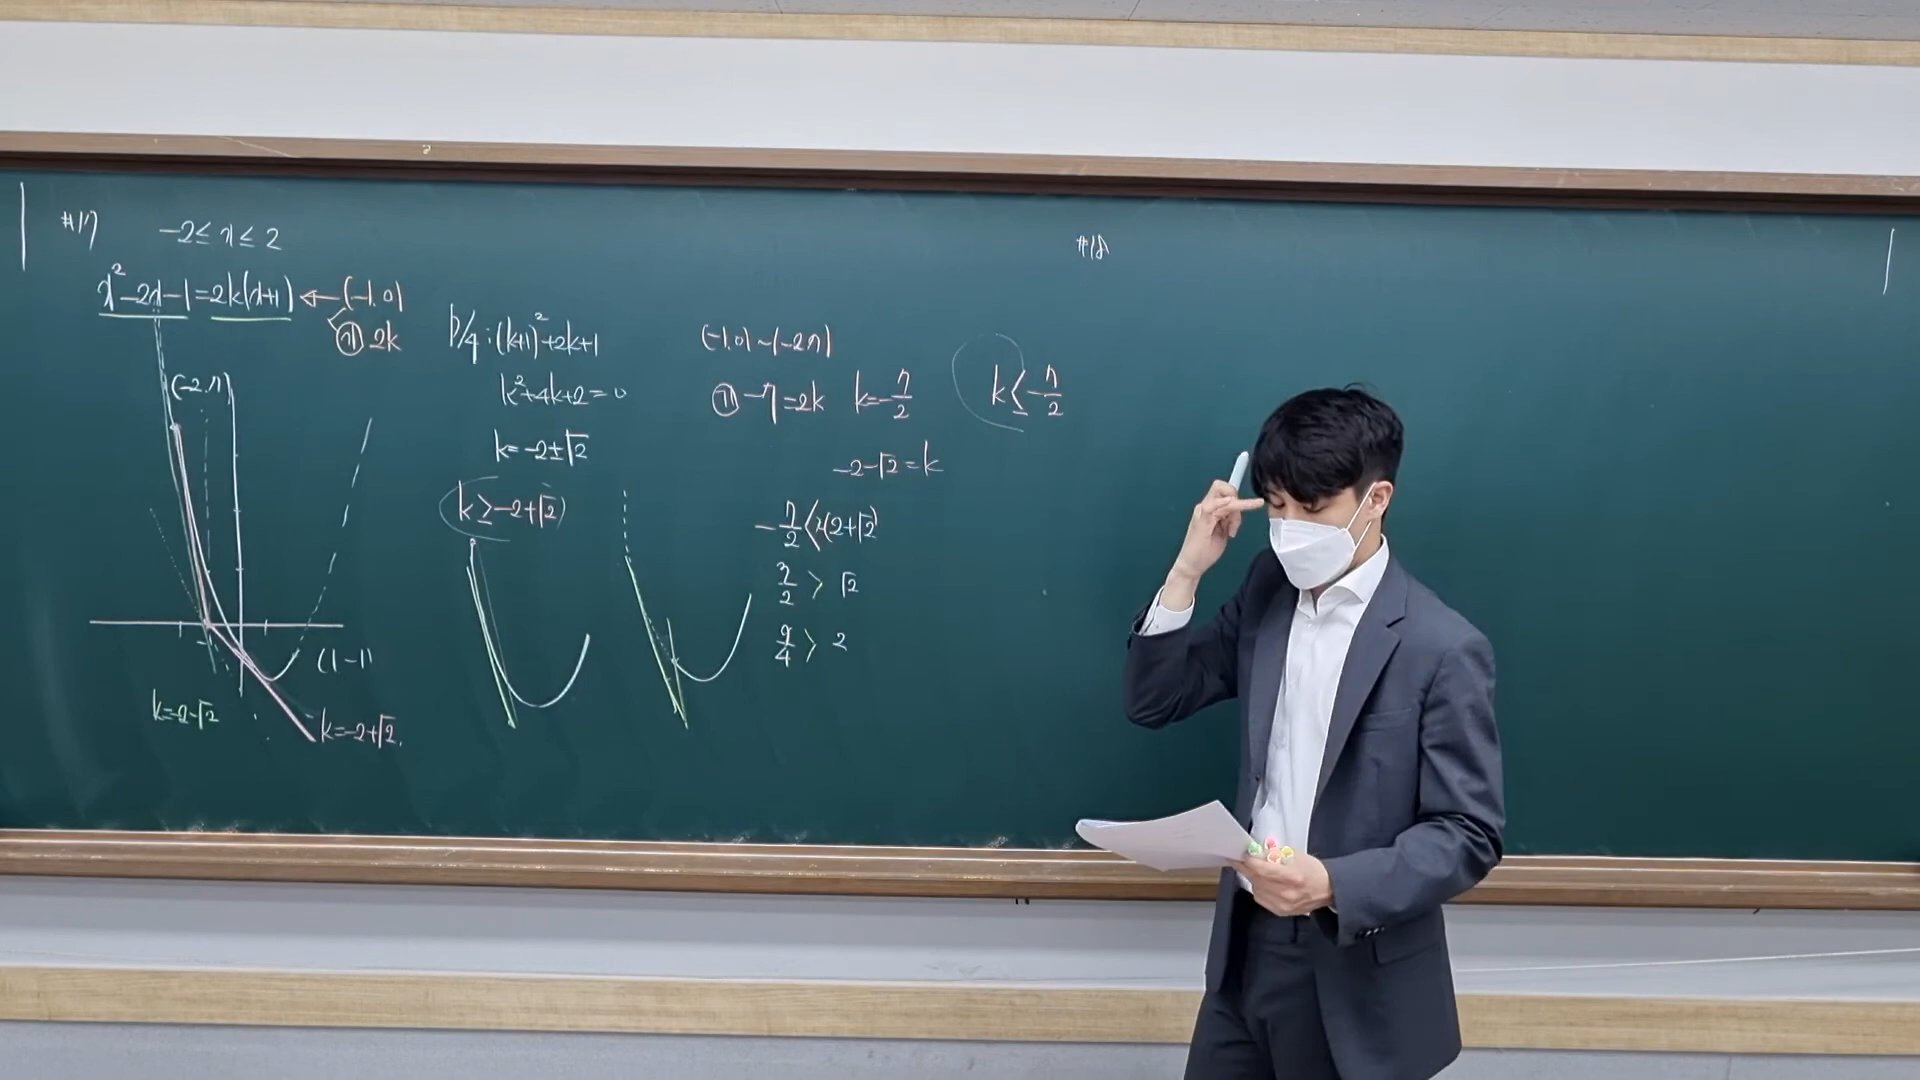 #17
-2 ≤ x ≤ 2
x² - 2x - 1 = 2k(x+1) ← (-1, 0)
㉑ 2k
(-2, 7)
(1 -1)
k=-2-√2
k=-2+√2.
D/4 : (k+1)² + 2k+1
k²+4k+2=0
k=-2±√2
k ≥ -2+√2
(-1, 0) ~ (-2 7)
-7=2k k=-7/2
k ≤ -7/2
-2-√2=k
-7/2 < -(2+√2)
3/2 > √2
9/4 > 2
#18